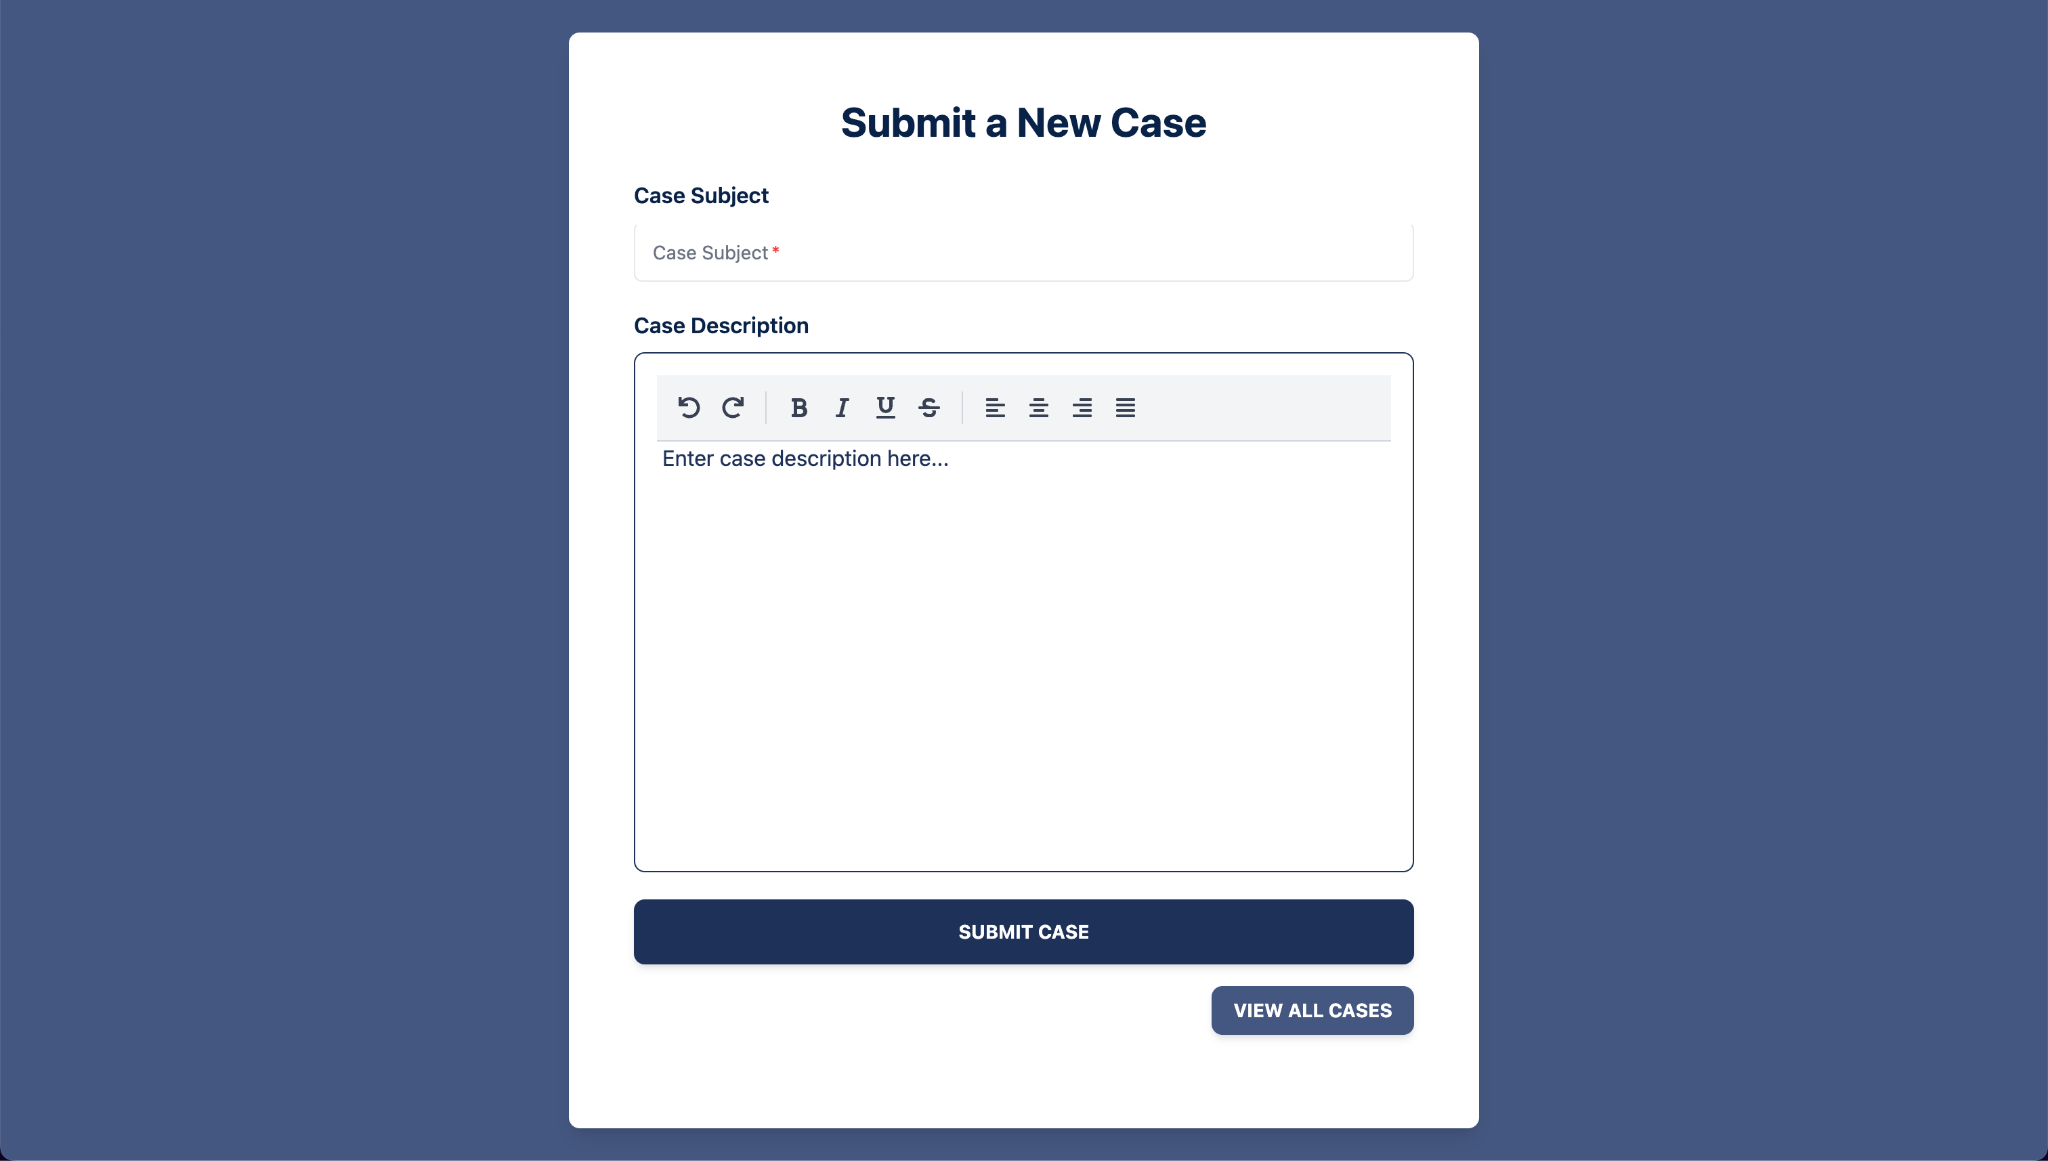 Submit a New Case
Case Subject
Case Subject*
Case Description
Enter case description here...
SUBMIT CASE
VIEW ALL CASES